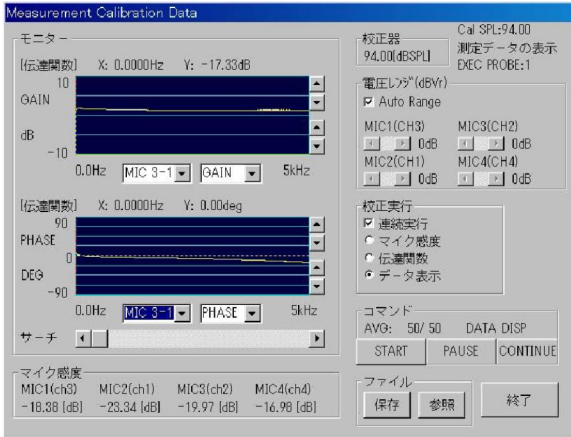 Measurement Calibration Data
モニター
[伝達関数] X: 0.0000Hz Y: -17.33dB
10
GAIN
dB
-10
0.0Hz MIC 3-1 GAIN 5kHz
[伝達関数] X: 0.0000Hz Y: 0.00deg
90
PHASE
0
DEG
-90
0.0Hz MIC 3-1 PHASE 5kHz
サーチ
マイク感度
MIC1(ch3) MIC2(ch1) MIC3(ch2) MIC4(ch4)
-18.38 [dB] -23.34 [dB] -19.97 [dB] -16.98 [dB]
校正器
94.00[dBSPL]
Cal SPL:94.00
測定データの表示
EXEC PROBE:1
電圧レンジ(dBVr)
Auto Range
MIC1(CH3) MIC3(CH2)
0dB 0dB
MIC2(CH1) MIC4(CH4)
0dB 0dB
校正実行
連続実行
マイク感度
伝達関数
データ表示
コマンド
AVG: 50/ 50 DATA DISP
START PAUSE CONTINUE
ファイル
保存 参照 終了